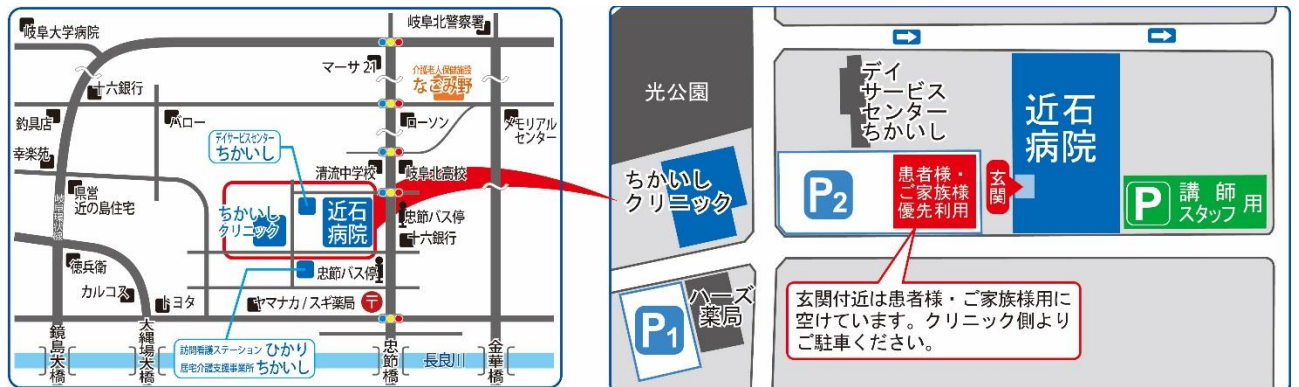 岐阜大学病院
岐阜北警察署
マーサ 21
介護老人保健施設
なごみ野
十六銀行
釣具店
バロー
ローソン
メモリアル
センター
デイサービスセンター
ちかいし
幸楽苑
清流中学校
岐阜北高校
県営
近の島住宅
岐阜環状線
ちかいし
クリニック
近石
病院
忠節バス停
十六銀行
徳兵衛
忠節バス停
カルコス
トヨタ
ヤマナカ / スギ薬局
〒
訪問看護ステーション ひかり
居宅介護支援事業所 ちかいし
鏡島大橋
大縄場大橋
忠節橋
長良川
金華橋
光公園
デイ
サービス
センター
ちかいし
近石
病院
ちかいし
クリニック
P2
患者様・
ご家族様
優先利用
玄関
P 講師
スタッフ 用
P1
ハーズ
薬局
玄関付近は患者様・ご家族様用に
空けています。クリニック側より
ご駐車ください。